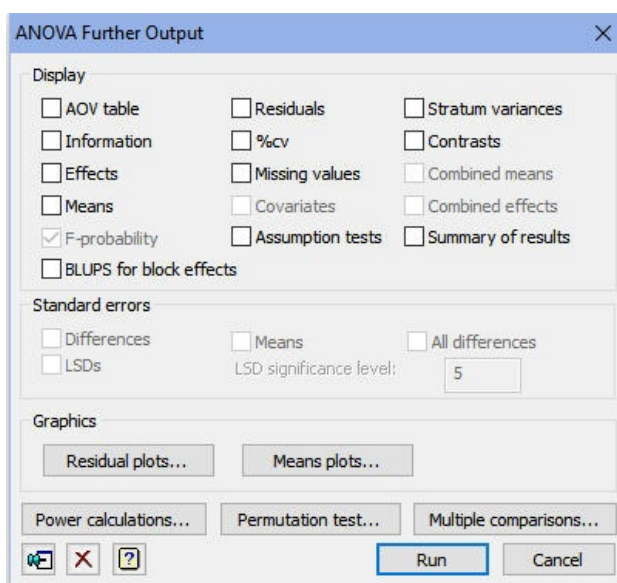 ANOVA Further Output
Display
AOV table Residuals Stratum variances
Information %cv Contrasts
Effects Missing values Combined means
Means Covariates Combined effects
F-probability Assumption tests Summary of results
BLUPS for block effects
Standard errors
Differences Means All differences
LSDs LSD significance level: 5
Graphics
Residual plots... Means plots...
Power calculations... Permutation test... Multiple comparisons...
? Run Cancel